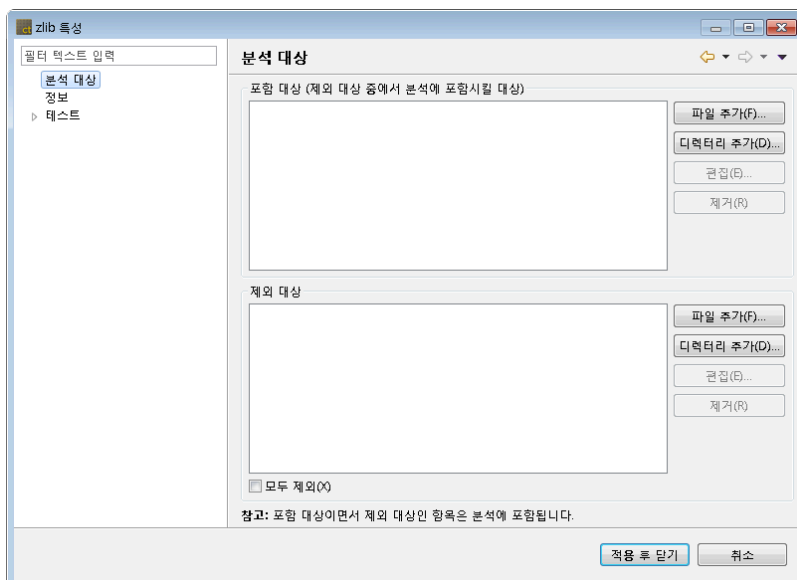 ct zlib 특성
필터 텍스트 입력
분석 대상
정보
테스트
분석 대상
포함 대상 (제외 대상 중에서 분석에 포함시킬 대상)
파일 추가(F)...
디렉터리 추가(D)...
편집(E)...
제거(R)
제외 대상
파일 추가(F)...
디렉터리 추가(D)...
편집(E)...
제거(R)
모두 제외(X)
참고: 포함 대상이면서 제외 대상인 항목은 분석에 포함됩니다.
적용 후 닫기
취소